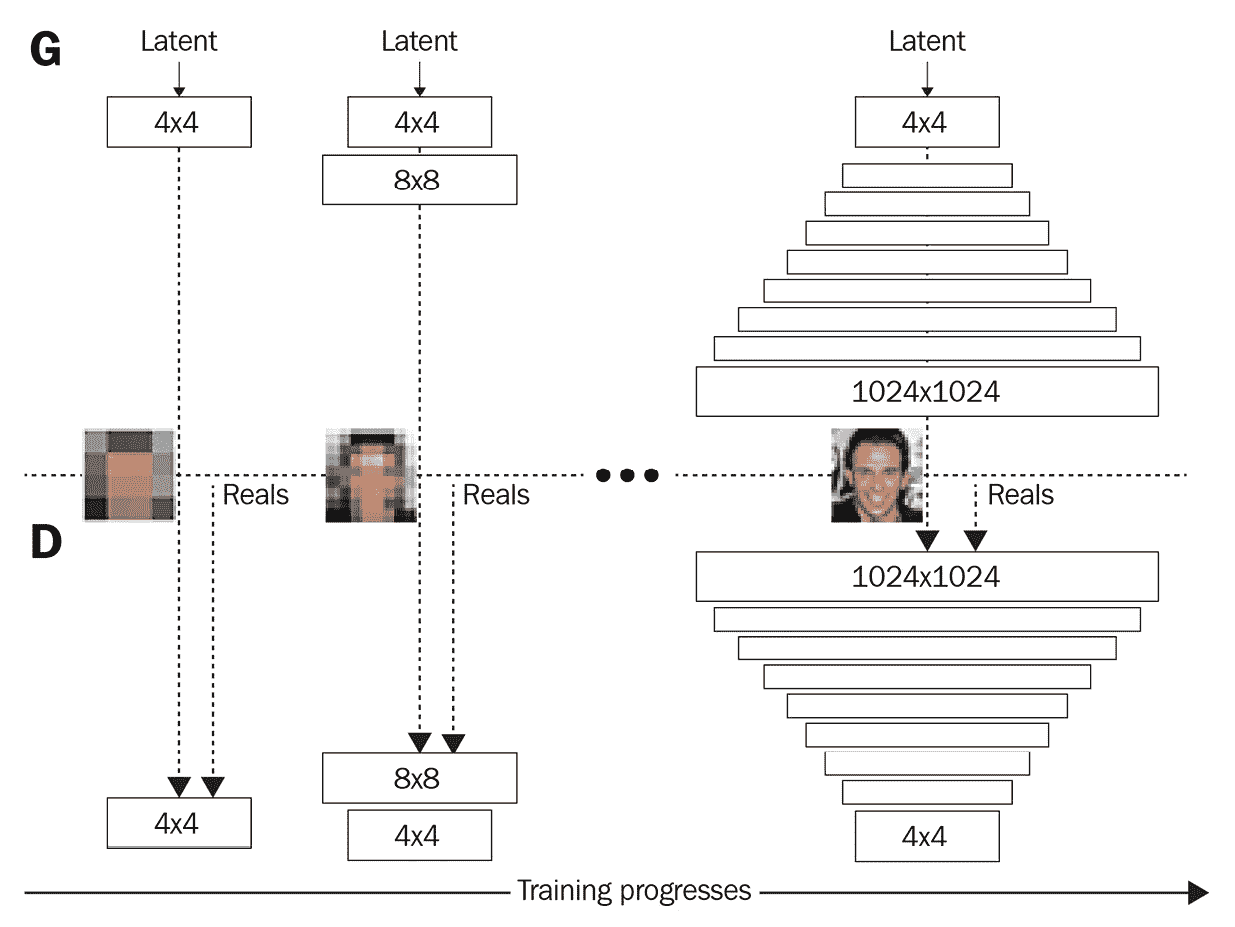 G
Latent
Latent
Latent
4x4
4x4
4x4
8x8
1024x1024
Reals
Reals
Reals
D
1024x1024
8x8
4x4
4x4
4x4
Training progresses